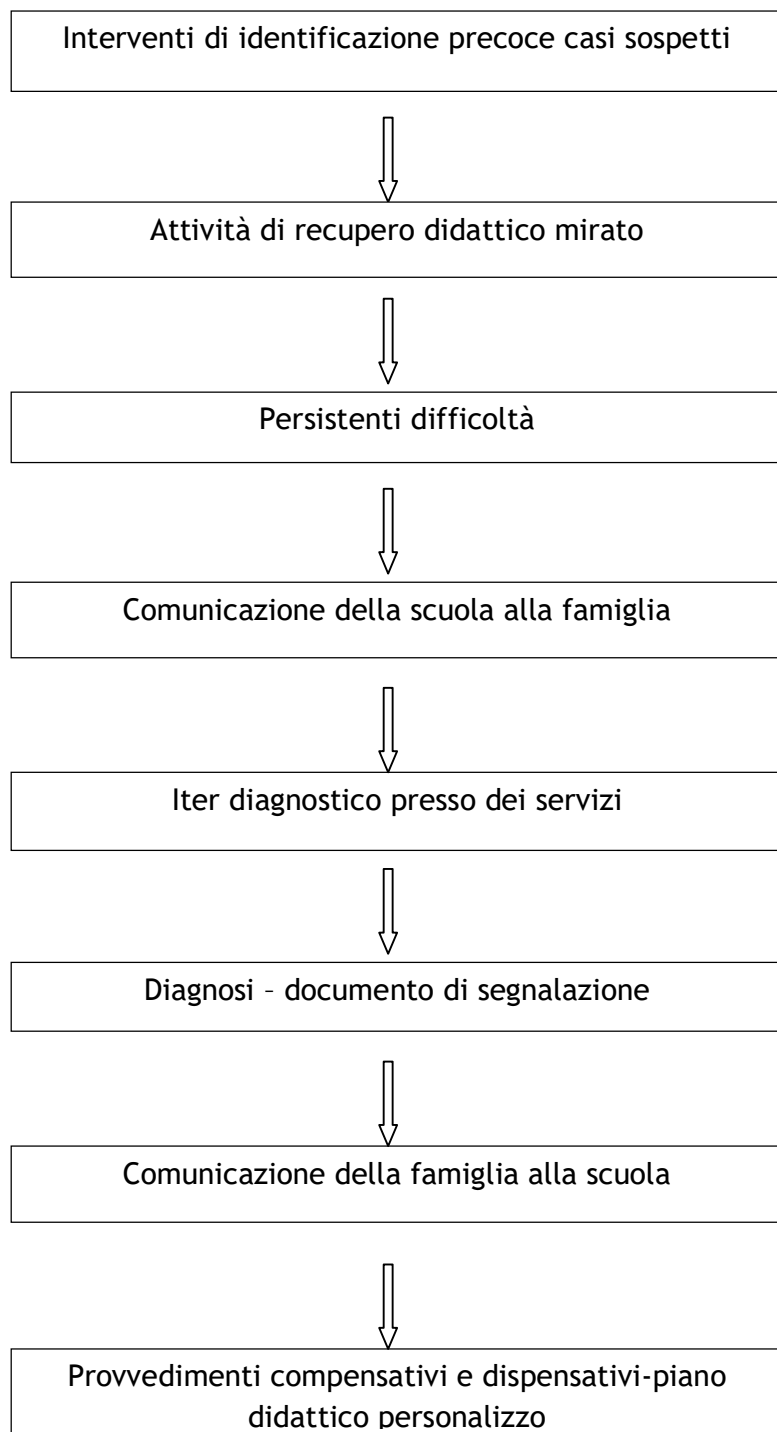 Interventi di identificazione precoce casi sospetti
Attività di recupero didattico mirato
Persistenti difficoltà
Comunicazione della scuola alla famiglia
Iter diagnostico presso dei servizi
Diagnosi – documento di segnalazione
Comunicazione della famiglia alla scuola
Provvedimenti compensativi e dispensativi-piano
didattico personalizzo